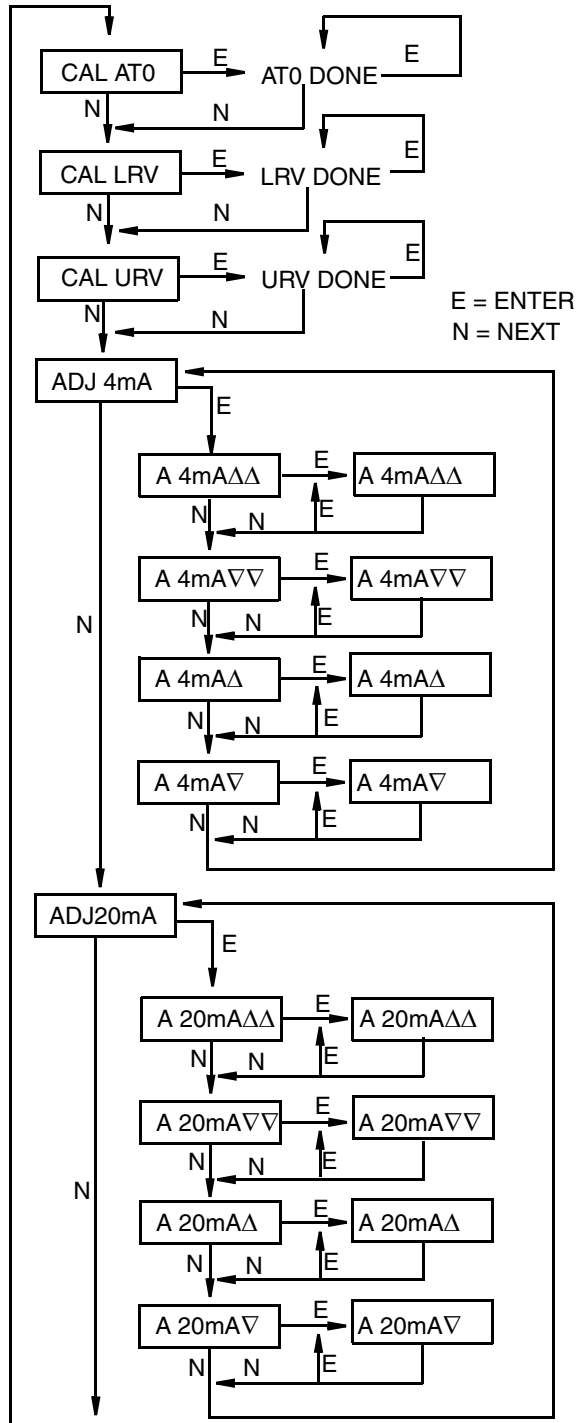 E
CAL AT0 E AT0 DONE
N N
E
CAL LRV E LRV DONE
N N
E
CAL URV E URV DONE
N N
E = ENTER
N = NEXT
ADJ 4mA
E
A 4mA∆∆ E A 4mA∆∆
N N E
A 4mA∇∇ E A 4mA∇∇
N N E
N
A 4mA∆ E A 4mA∆
N N E
A 4mA∇ E A 4mA∇
N N E
ADJ20mA
E
A 20mA∆∆ E A 20mA∆∆
N N E
A 20mA∇∇ E A 20mA∇∇
N N E
N
A 20mA∆ E A 20mA∆
N N E
A 20mA∇ E A 20mA∇
N N E